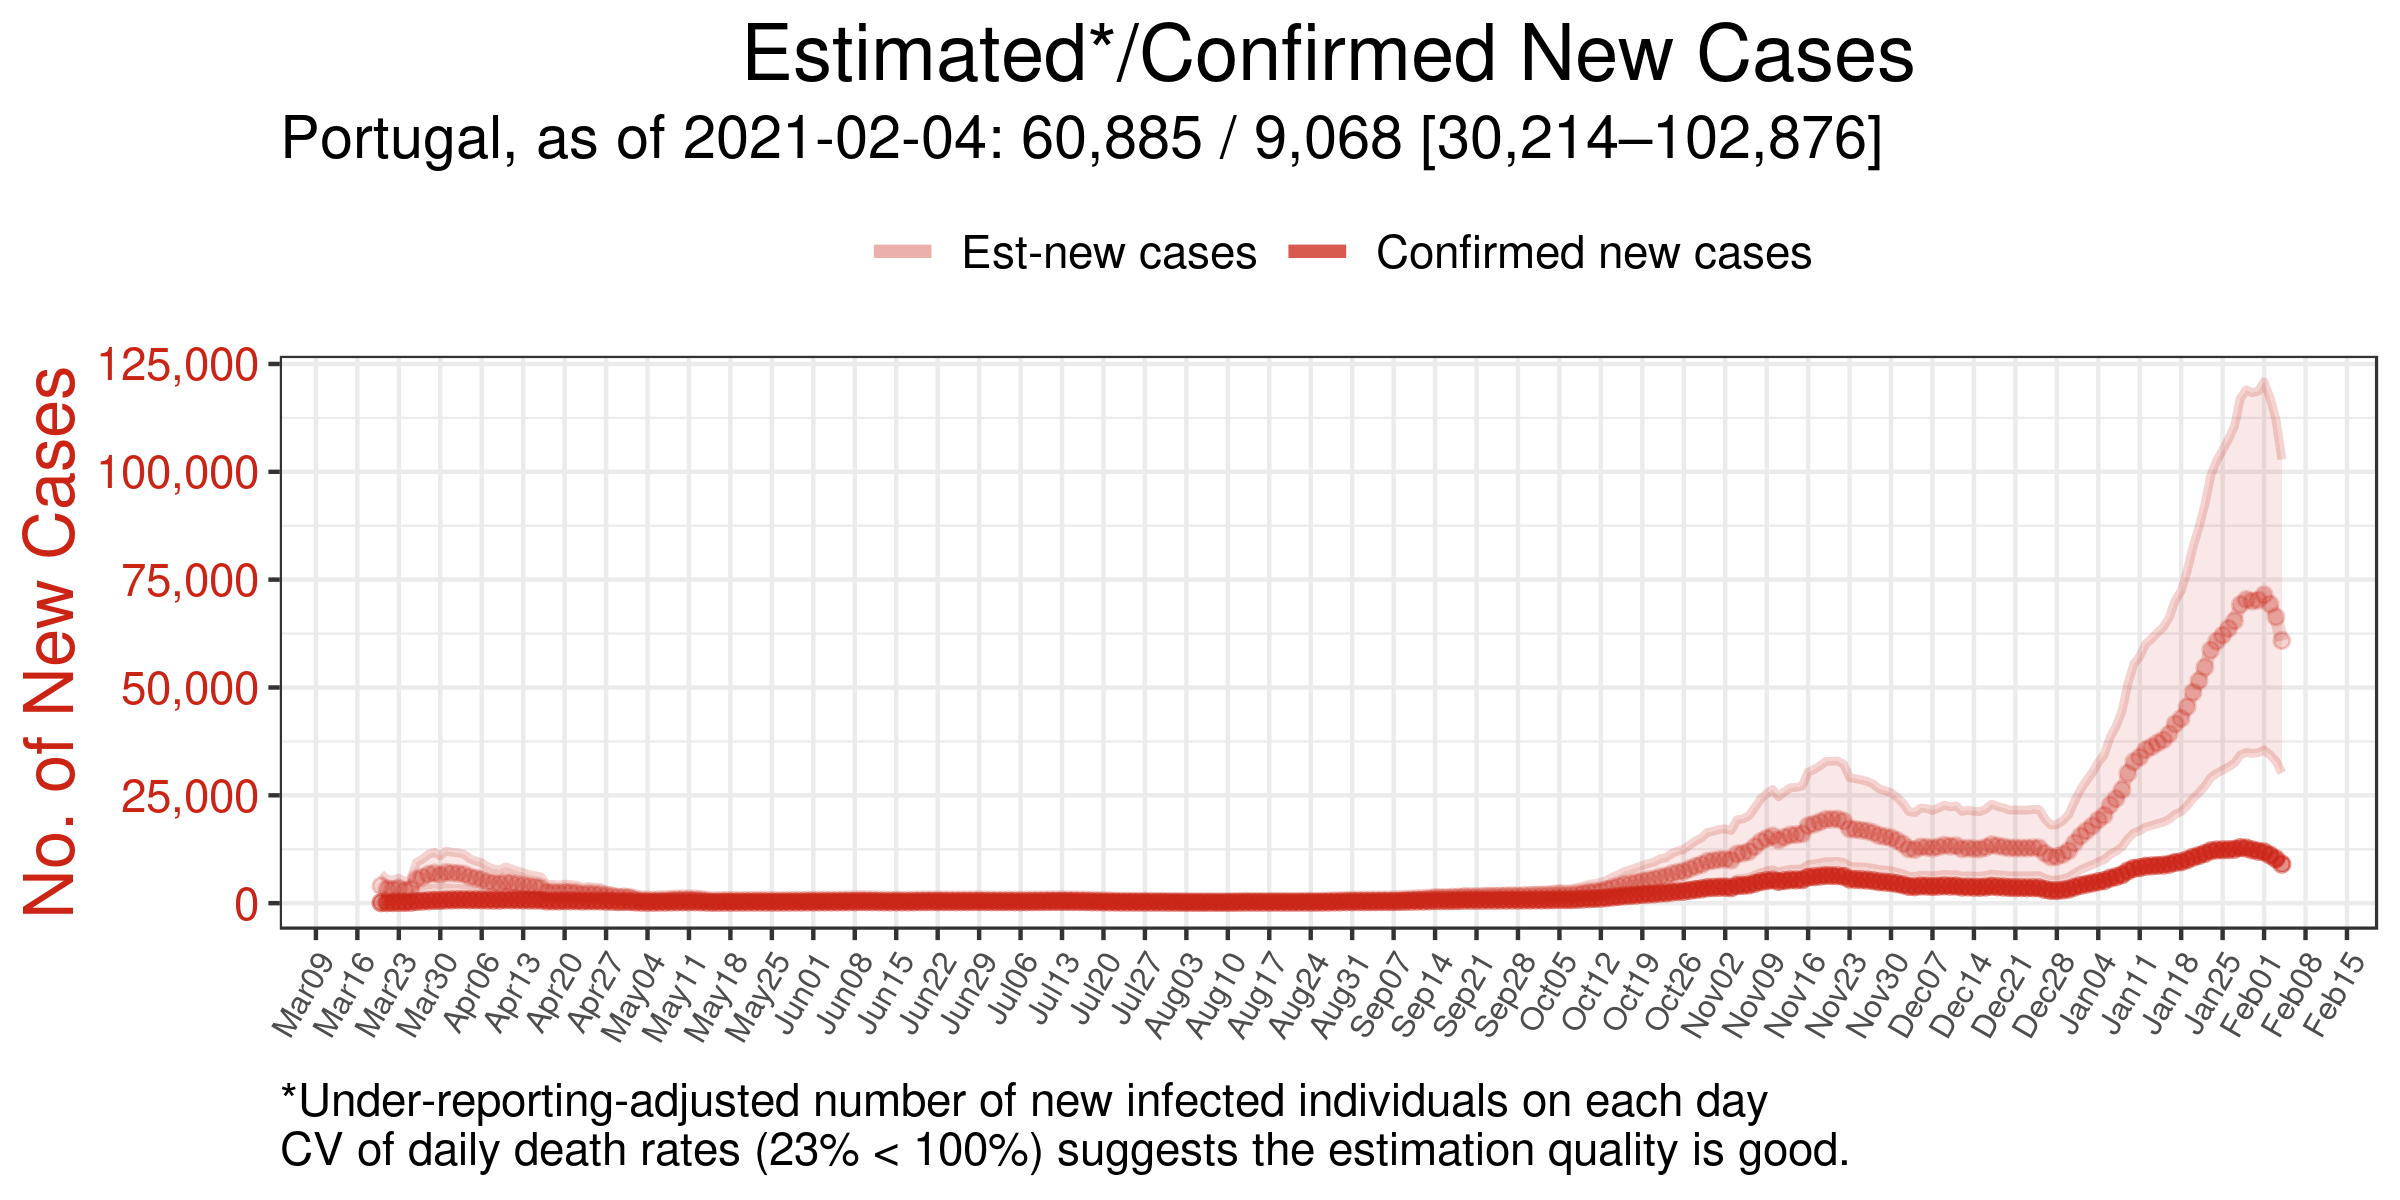 Estimated*/Confirmed New Cases
Portugal, as of 2021-02-04: 60,885 / 9,068 [30,214–102,876]
Est-new cases
Confirmed new cases
No. of New Cases
125,000
100,000
75,000
50,000
25,000
0
Mar09
Mar16
Mar23
Mar30
Apr06
Apr13
Apr20
Apr27
May04
May11
May18
May25
Jun01
Jun08
Jun15
Jun22
Jun29
Jul06
Jul13
Jul20
Jul27
Aug03
Aug10
Aug17
Aug24
Aug31
Sep07
Sep14
Sep21
Sep28
Oct05
Oct12
Oct19
Oct26
Nov02
Nov09
Nov16
Nov23
Nov30
Dec07
Dec14
Dec21
Dec28
Jan04
Jan11
Jan18
Jan25
Feb01
Feb08
Feb15
*Under-reporting-adjusted number of new infected individuals on each day
CV of daily death rates (23% < 100%) suggests the estimation quality is good.